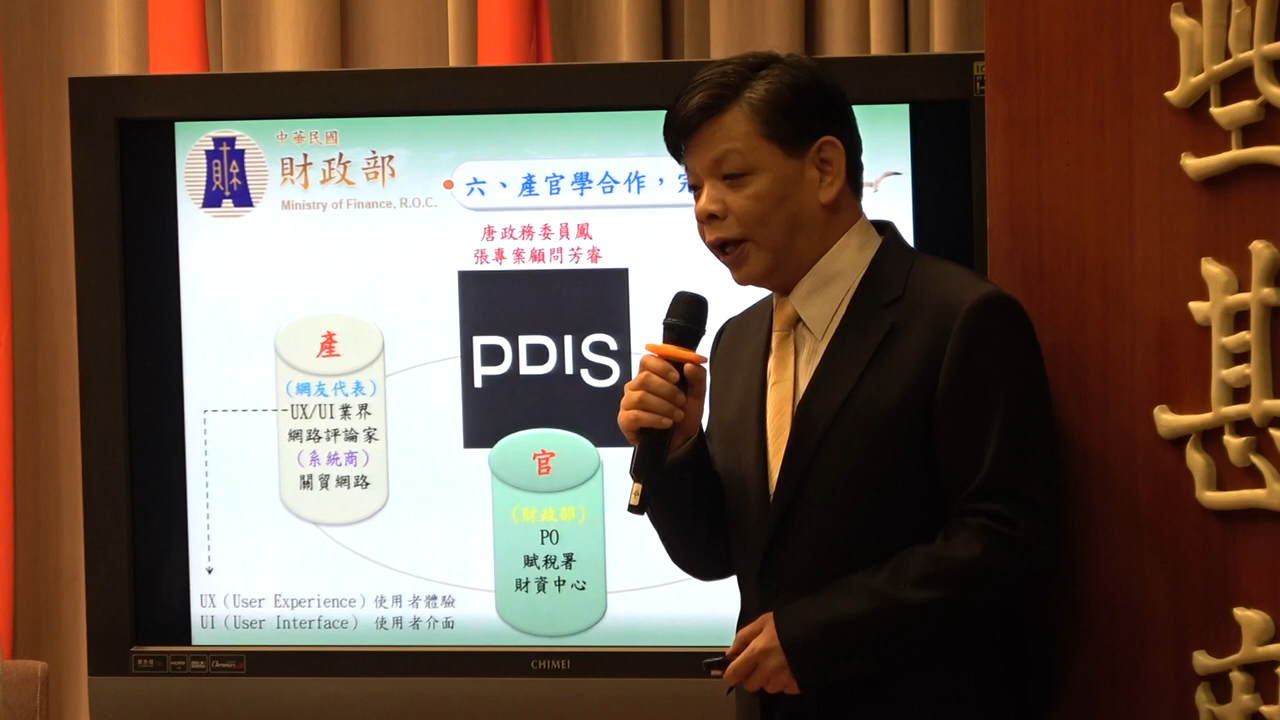 中華民國
財政部
Ministry of Finance, R.O.C.
六、產官學合作，完
唐政務委員鳳
張專案顧問芳睿
PDIS
產
(網友代表)
UX/UI業界
網路評論家
(系統商)
關貿網路
官
(財政部)
PO
賦稅署
財資中心
UX（User Experience）使用者體驗
UI（User Interface） 使用者介面
CHIMEI